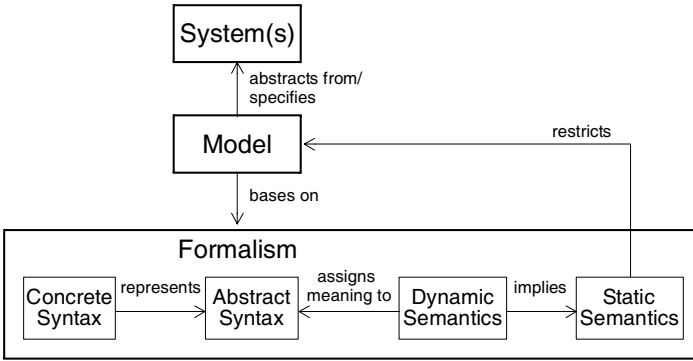 System(s)
abstracts from/
specifies
Model
restricts
bases on
Formalism
Concrete
Syntax
represents
Abstract
Syntax
assigns
meaning to
Dynamic
Semantics
implies
Static
Semantics